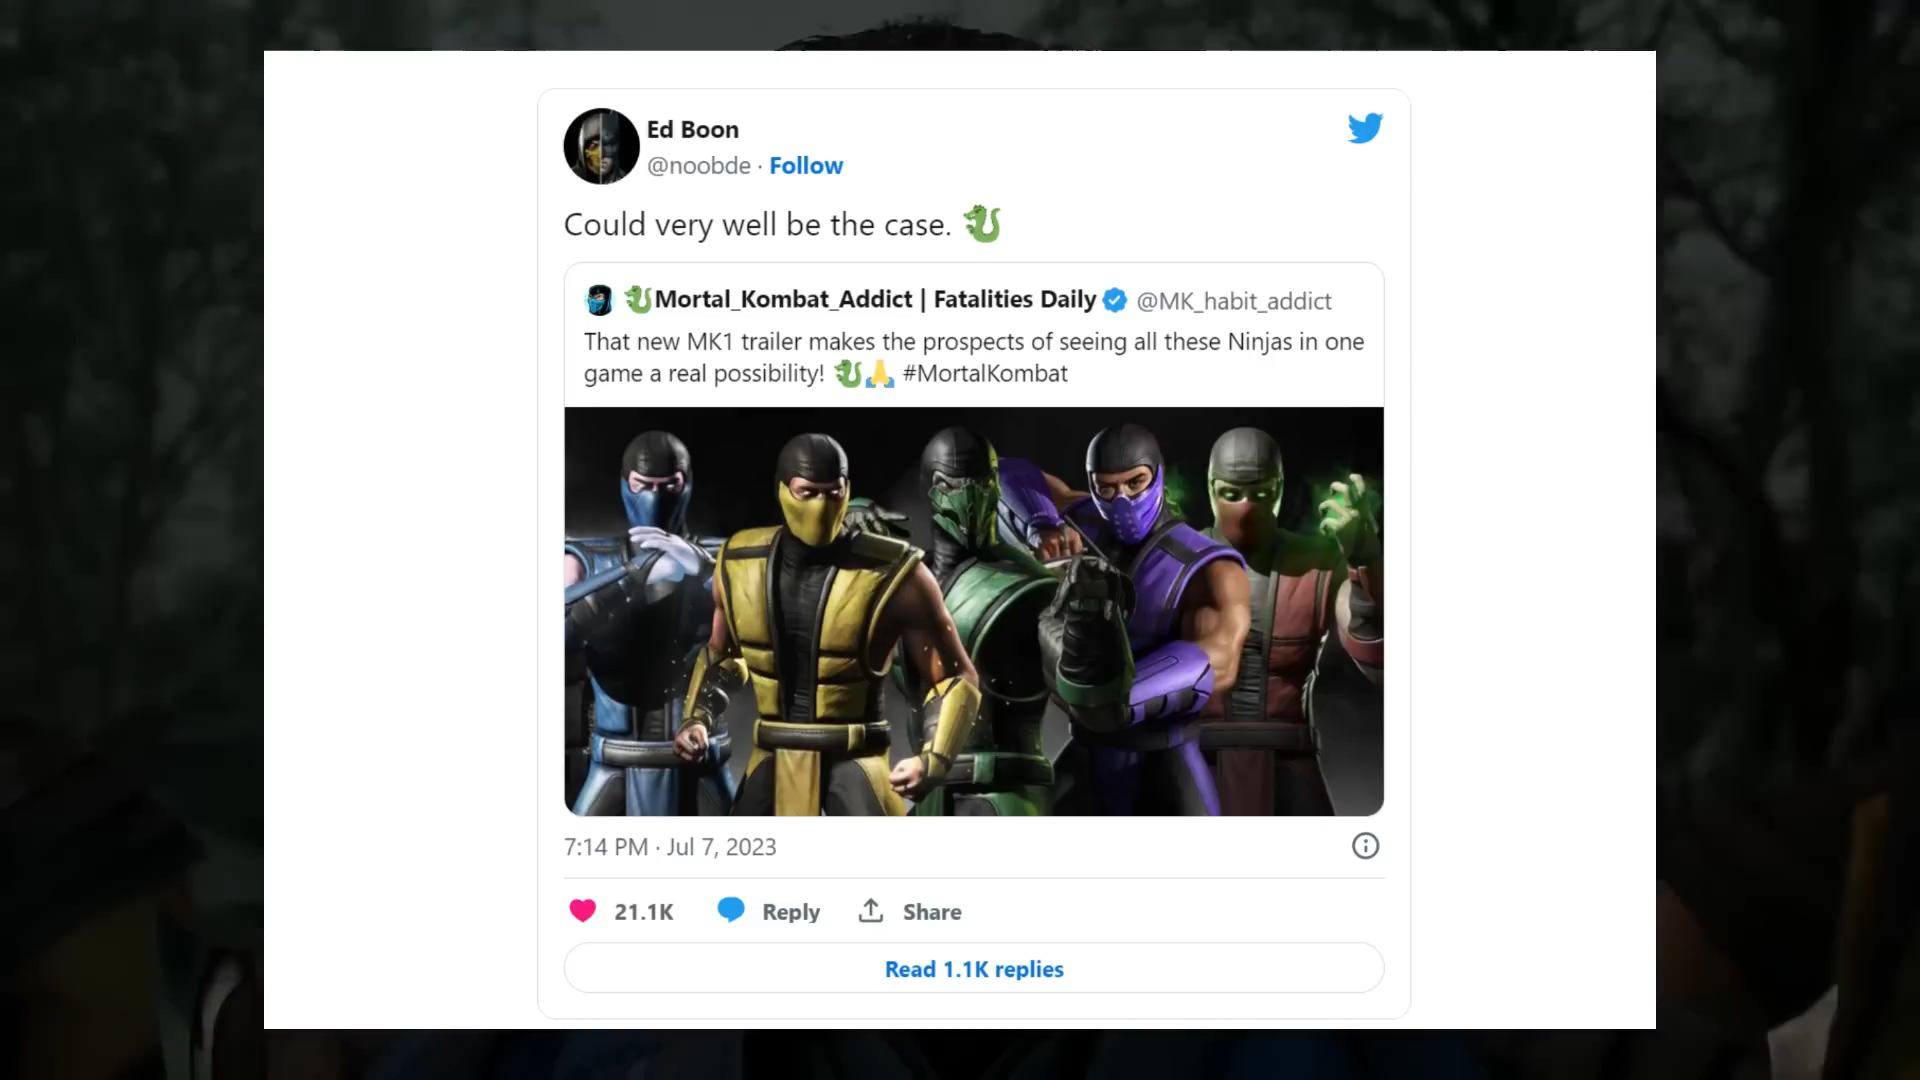 Ed Boon
@noobde · Follow
Could very well be the case. 🐉
🐉Mortal_Kombat_Addict | Fatalities Daily @MK_habit_addict
That new MK1 trailer makes the prospects of seeing all these Ninjas in one
game a real possibility! 🐉🙏 #MortalKombat
7:14 PM · Jul 7, 2023
21.1K Reply Share
Read 1.1K replies